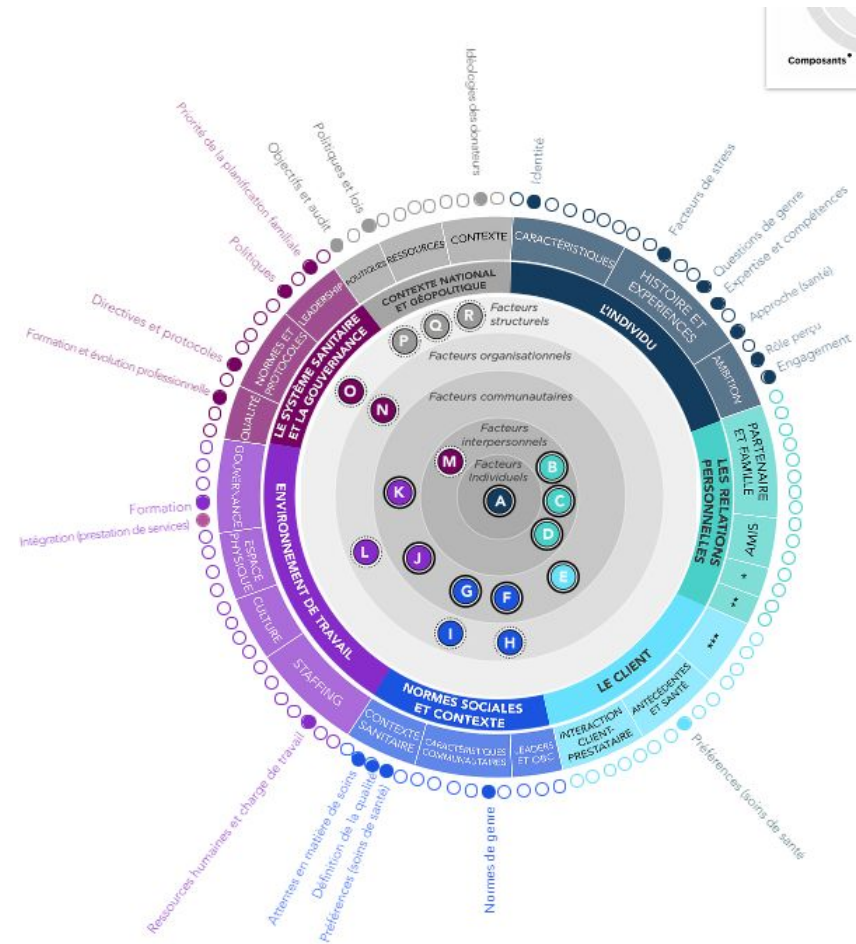 Composants*
Idéologies des donateurs
Identité
Politiques et lois
Objectifs et audit
Priorité de la planification familiale
Politiques
Directives et protocoles
Formation et évolution professionnelle
Formation
Intégration (prestation de services)
Ressources humaines et charge de travail
Attentes en matière de soins
Définition de la qualité
Préférences (soins de santé)
Normes de genre
Préférences (soins de santé
Facteurs de stress
Questions de genre
Expertise et compétences
Approche (santé)
Rôle perçu
Engagement
POLITIQUES
RESSOURCES
CONTEXTE
CARACTÉRISTIQUES
HISTOIRE ET
EXPERIENCES
AMBITION
PARTENAIRE
ET FAMILLE
AMIS
*
**
***
ANTÉCÉDENTES
ET SANTÉ
INTERACTION
CLIENT-
PRESTATAIRE
LEADERS
ET OBC
CARACTÉRISTIQUES
COMMUNAUTAIRES
CONTEXTE
SANITAIRE
STAFFING
CULTURE
ESPACE
PHYSIQUE
GOUVERNANCE
QUALITÉ
NORMES ET
PROTOCOLES
LEADERSHIP
CONTEXTE NATIONAL
ET GÉOPOLITIQUE
L'INDIVIDU
LES RELATIONS
PERSONNELLES
LE CLIENT
NORMES SOCIALES
ET CONTEXTE
ENVIRONNEMENT DE TRAVAIL
LE SYSTÈME SANITAIRE
ET LA GOUVERNANCE
Facteurs
structurels
Facteurs organisationnels
Facteurs communautaires
Facteurs
interpersonnels
Facteurs
Individuels
R
Q
P
O
N
M
B
K
A
C
D
L
J
E
G
F
I
H